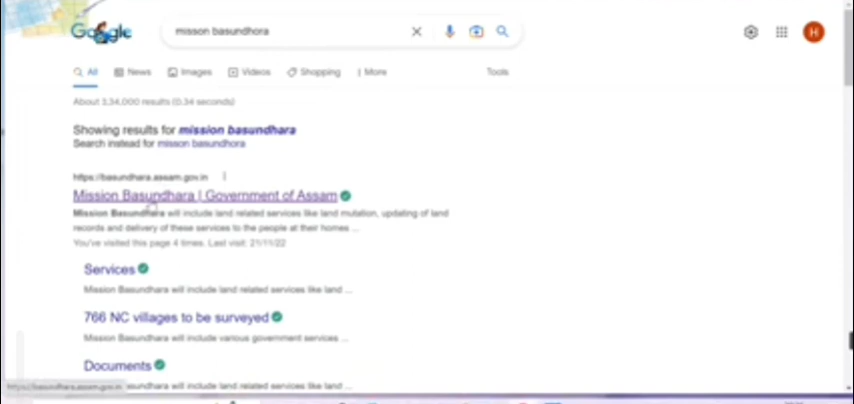 Google
misson basundhara
H
All News Images Videos Shopping More Tools
About 3,34,000 results (0.34 seconds)
Showing results for mission basundhara
Search instead for misson basundhora
https://basundhara.assam.gov.in
Mission Basundhara | Government of Assam
Mission Basundhara will include land related services like land mutation, updating of land
records and delivery of these services to the people at their homes ...
You've visited this page 4 times. Last visit: 21/11/22
Services
Mission Basundhara will include land related services like land ...
766 NC villages to be surveyed
Mission Basundhara will include various government services ...
Documents
https://basundhara.assam.gov.in sundhara will include land related services like land ...